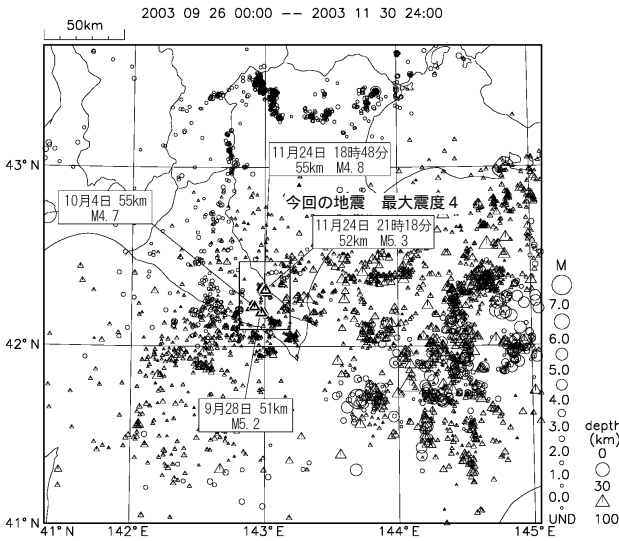 2003 09 26 00:00 -- 2003 11 30 24:00
50km
43°N
11月24日 18時48分
55km M4.8
10月4日 55km
M4.7
今回の地震 最大震度4
11月24日 21時18分
52km M5.3
42°N
9月28日 51km
M5.2
41°N
41°N
142°E
143°E
144°E
145°E
M
7.0
6.0
5.0
4.0
3.0
2.0
1.0
0.0
UND
depth
(km)
0
30
100